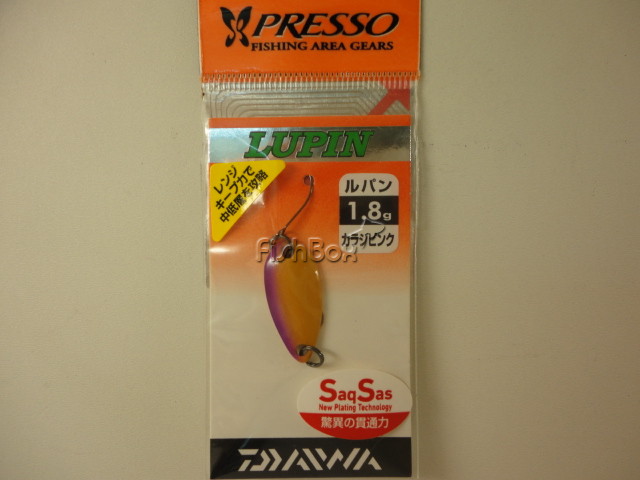 PRESSO
FISHING AREA GEARS
LUPIN
レンジ
キープ力で
中低層を攻略
ルパン
1.8g
カラシピンク
FishBox
SaqSas
New Plating Technology
驚異の貫通力
DAIWA